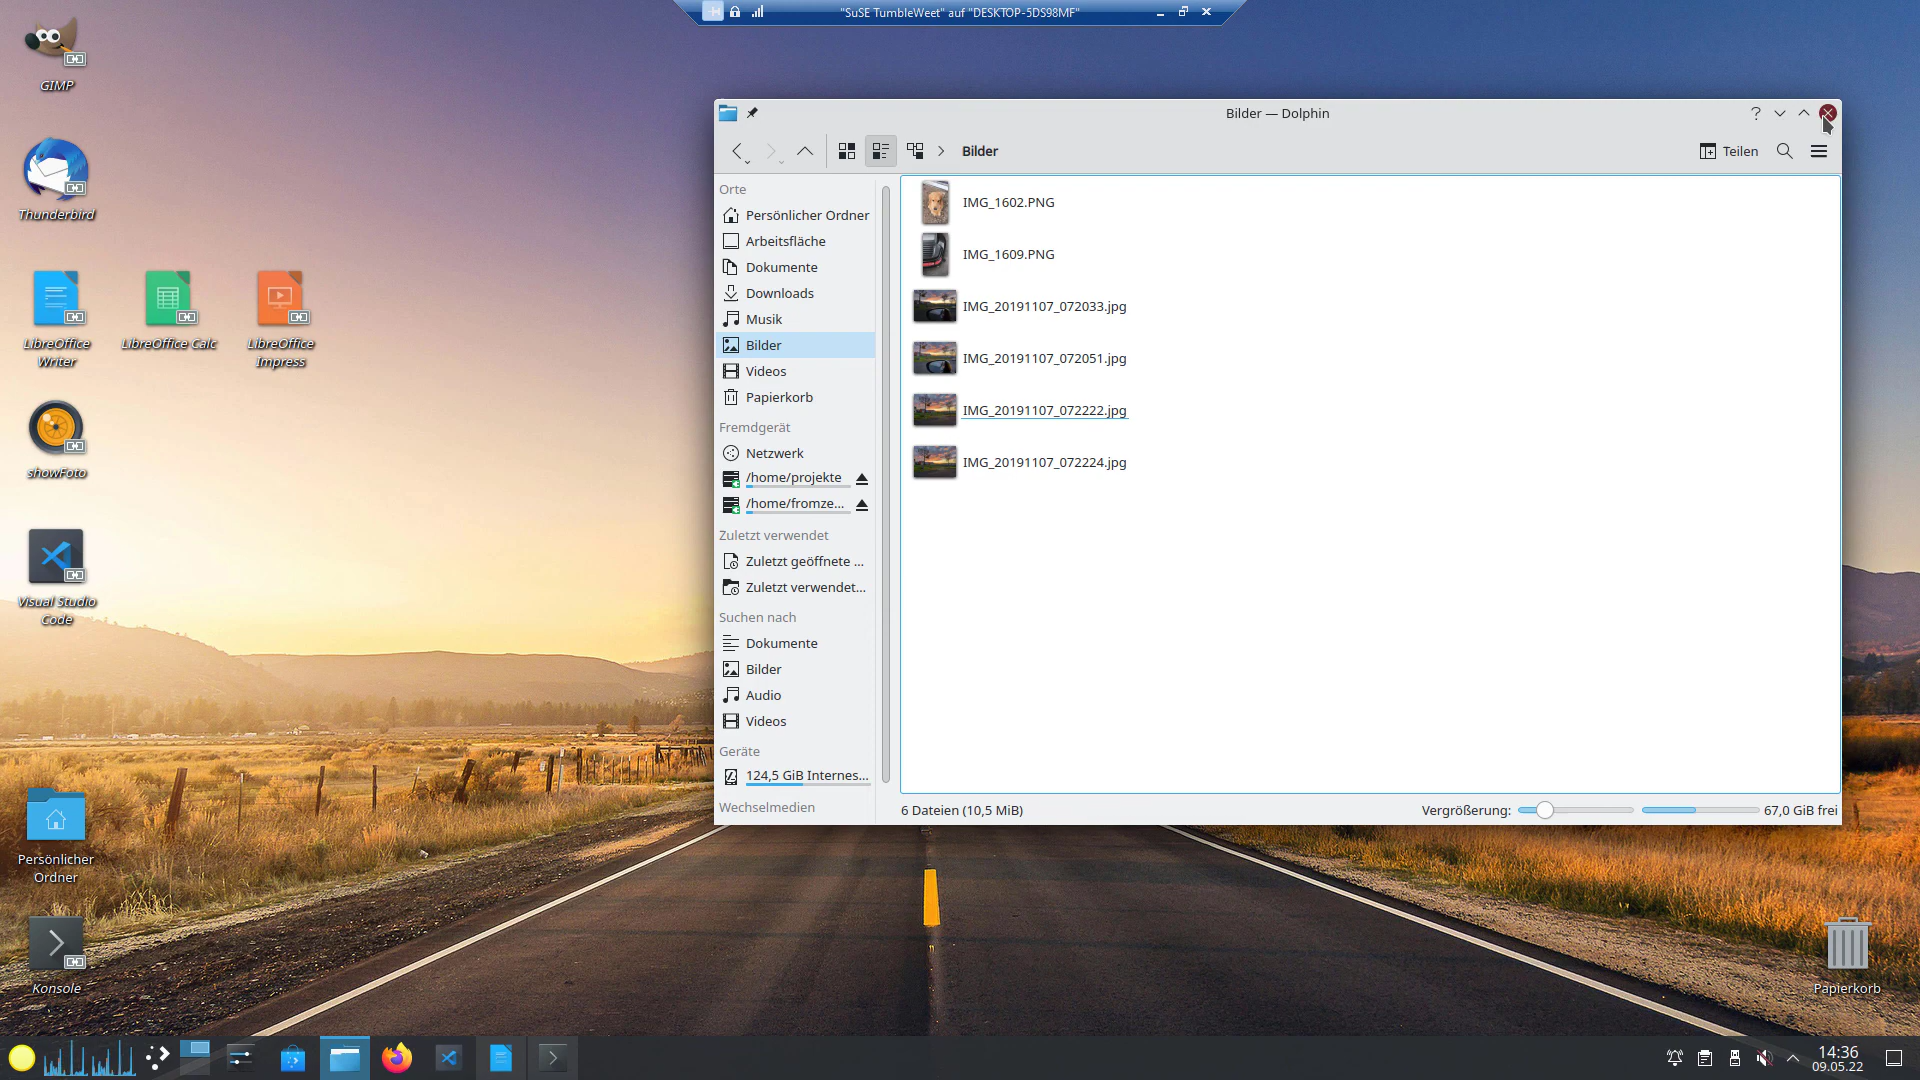 "SuSE TumbleWeet" auf "DESKTOP-5DS98MF"
GIMP
Thunderbird
LibreOffice
Writer
LibreOffice Calc
LibreOffice
Impress
showFoto
Visual Studio
Code
Persönlicher
Ordner
Konsole
Bilder — Dolphin
Bilder
Teilen
Orte
Persönlicher Ordner
Arbeitsfläche
Dokumente
Downloads
Musik
Bilder
Videos
Papierkorb
Fremdgerät
Netzwerk
/home/projekte
/home/fromze...
Zuletzt verwendet
Zuletzt geöffnete ...
Zuletzt verwendet...
Suchen nach
Dokumente
Bilder
Audio
Videos
Geräte
124,5 GiB Internes...
Wechselmedien
IMG_1602.PNG
IMG_1609.PNG
IMG_20191107_072033.jpg
IMG_20191107_072051.jpg
IMG_20191107_072222.jpg
IMG_20191107_072224.jpg
6 Dateien (10,5 MiB)
Vergrößerung:
67,0 GiB frei
Papierkorb
14:36
09.05.22